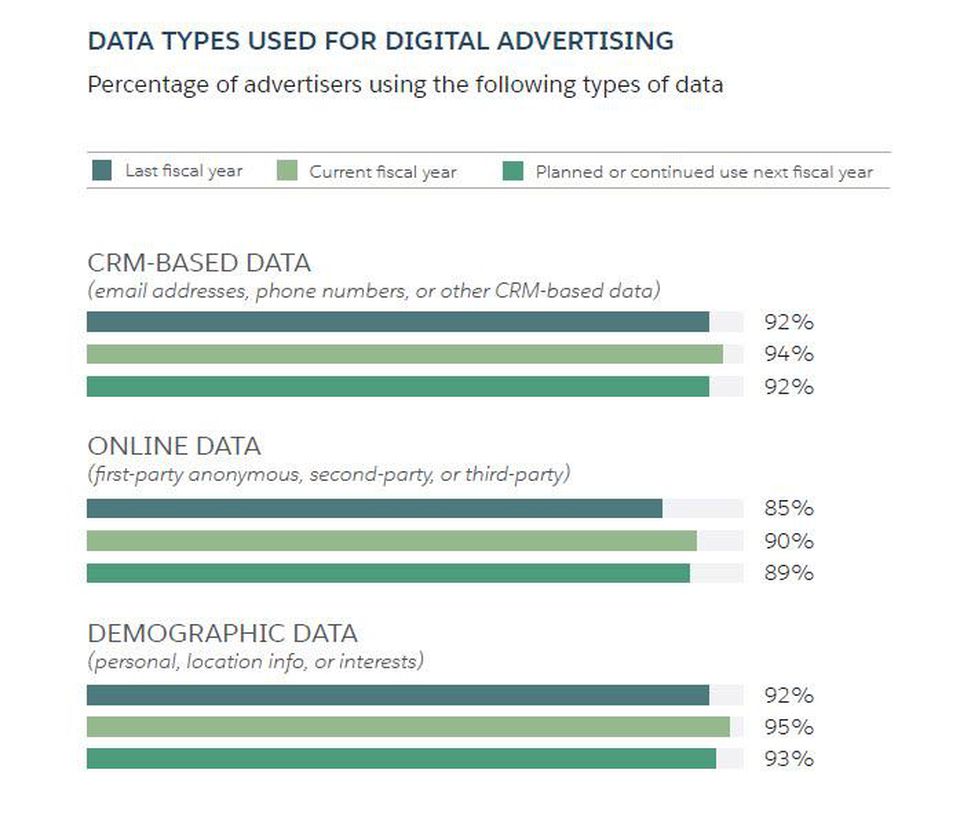 DATA TYPES USED FOR DIGITAL ADVERTISING
Percentage of advertisers using the following types of data
Last fiscal year Current fiscal year Planned or continued use next fiscal year
CRM-BASED DATA
(email addresses, phone numbers, or other CRM-based data)
92%
94%
92%
ONLINE DATA
(first-party anonymous, second-party, or third-party)
85%
90%
89%
DEMOGRAPHIC DATA
(personal, location info, or interests)
92%
95%
93%